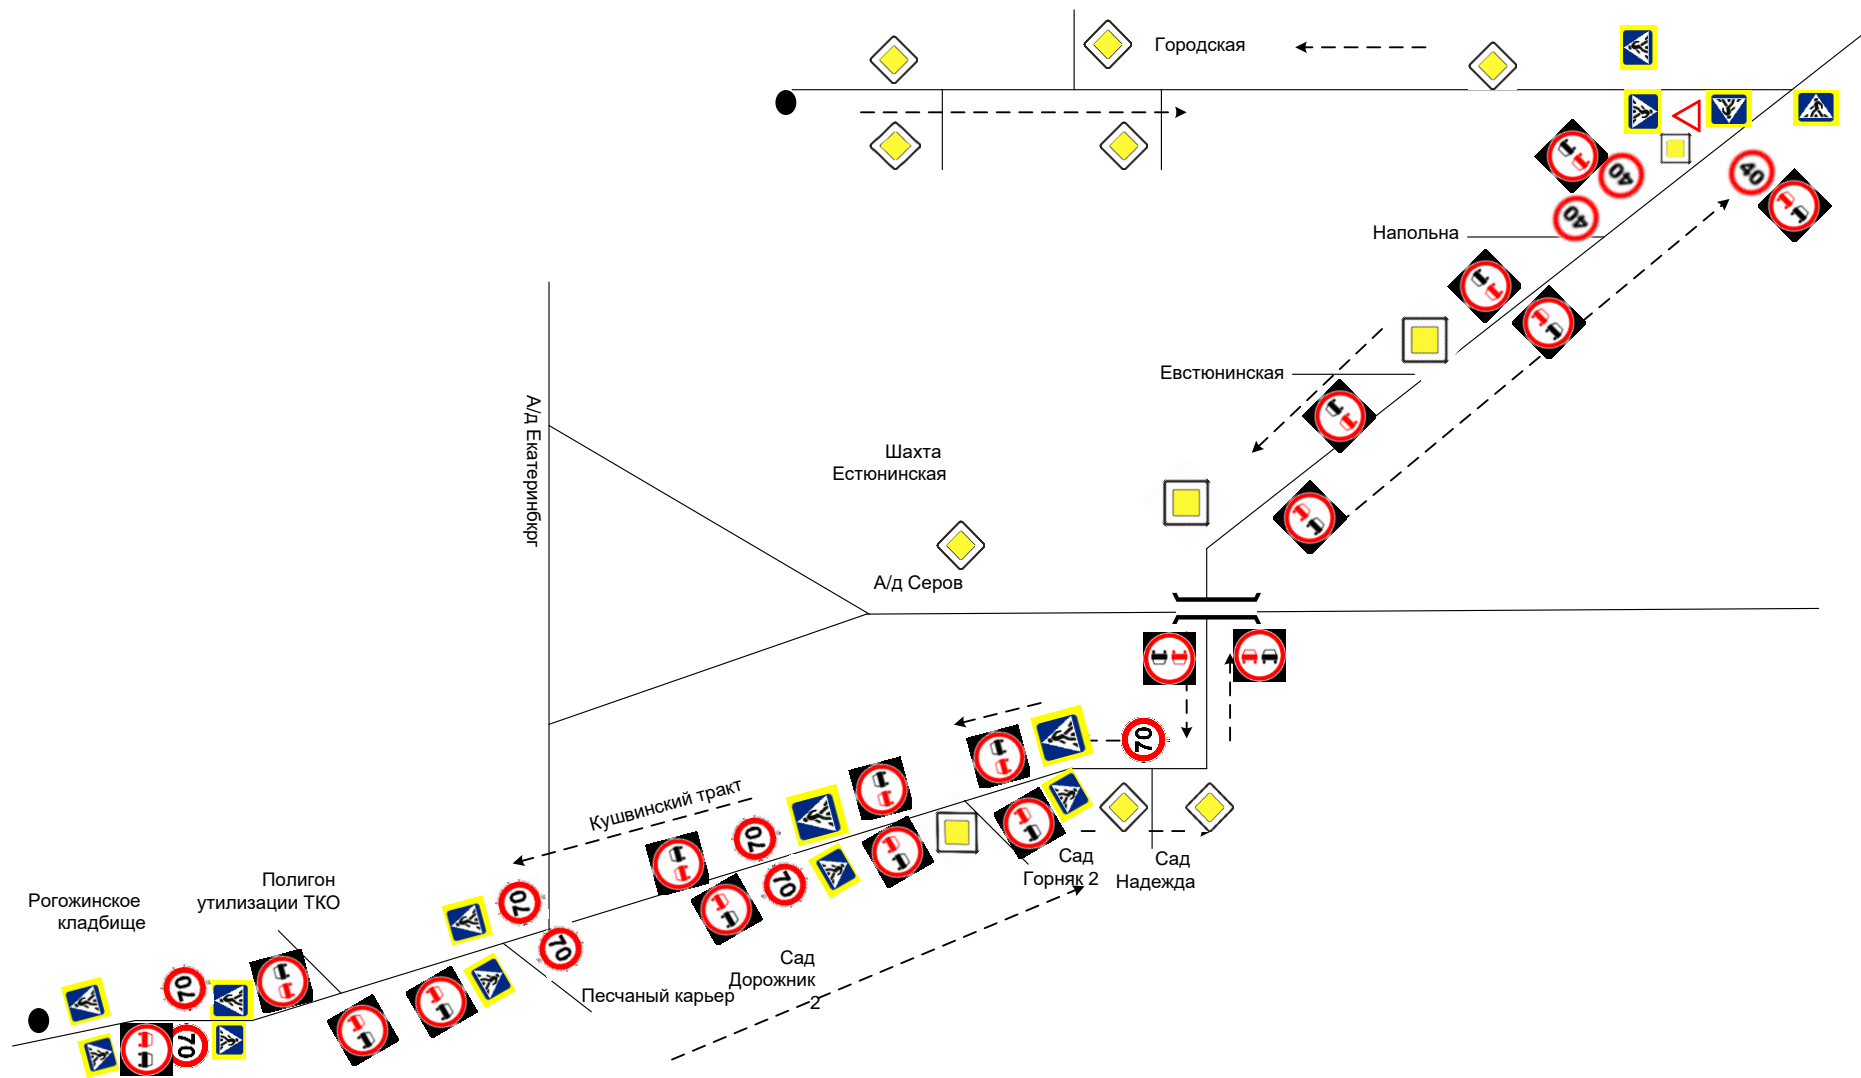 Городская
40
40
40
Напольна
Евстюнинская
А/д Екатеринбкрг
Шахта
Естюнинская
А/д Серов
70
Кушвинский тракт
70
70
Сад
Горняк 2
Сад
Надежда
Полигон
утилизации ТКО
Рогожинское
кладбище
70
70
Сад
Дорожник
2
Песчаный карьер
70
70